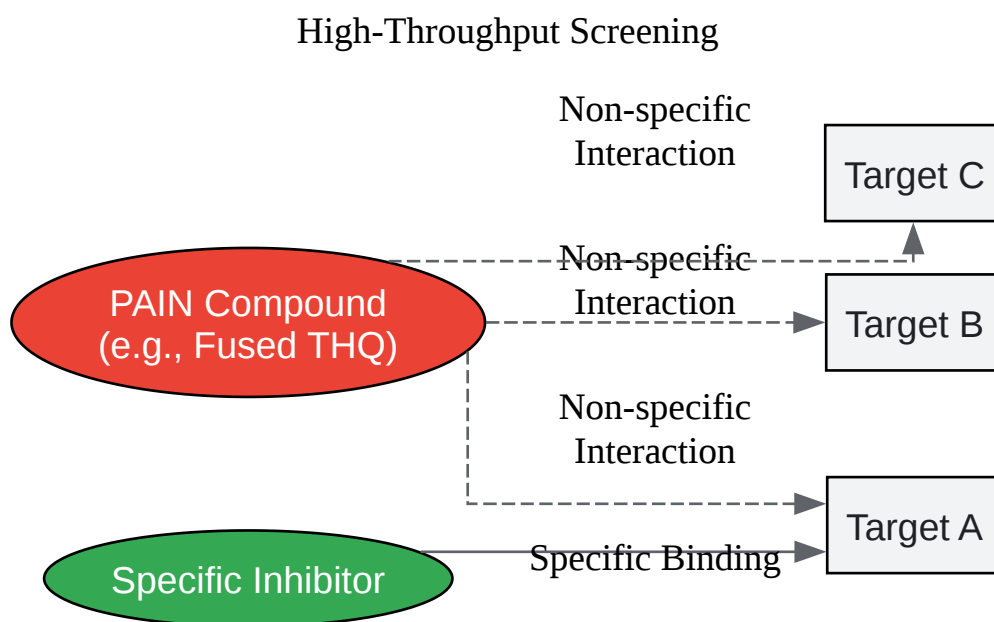 High-Throughput Screening
Non-specific
Interaction
Target C
Non-specific
Interaction
PAIN Compound
(e.g., Fused THQ)
Target B
Non-specific
Interaction
Target A
Specific Binding
Specific Inhibitor